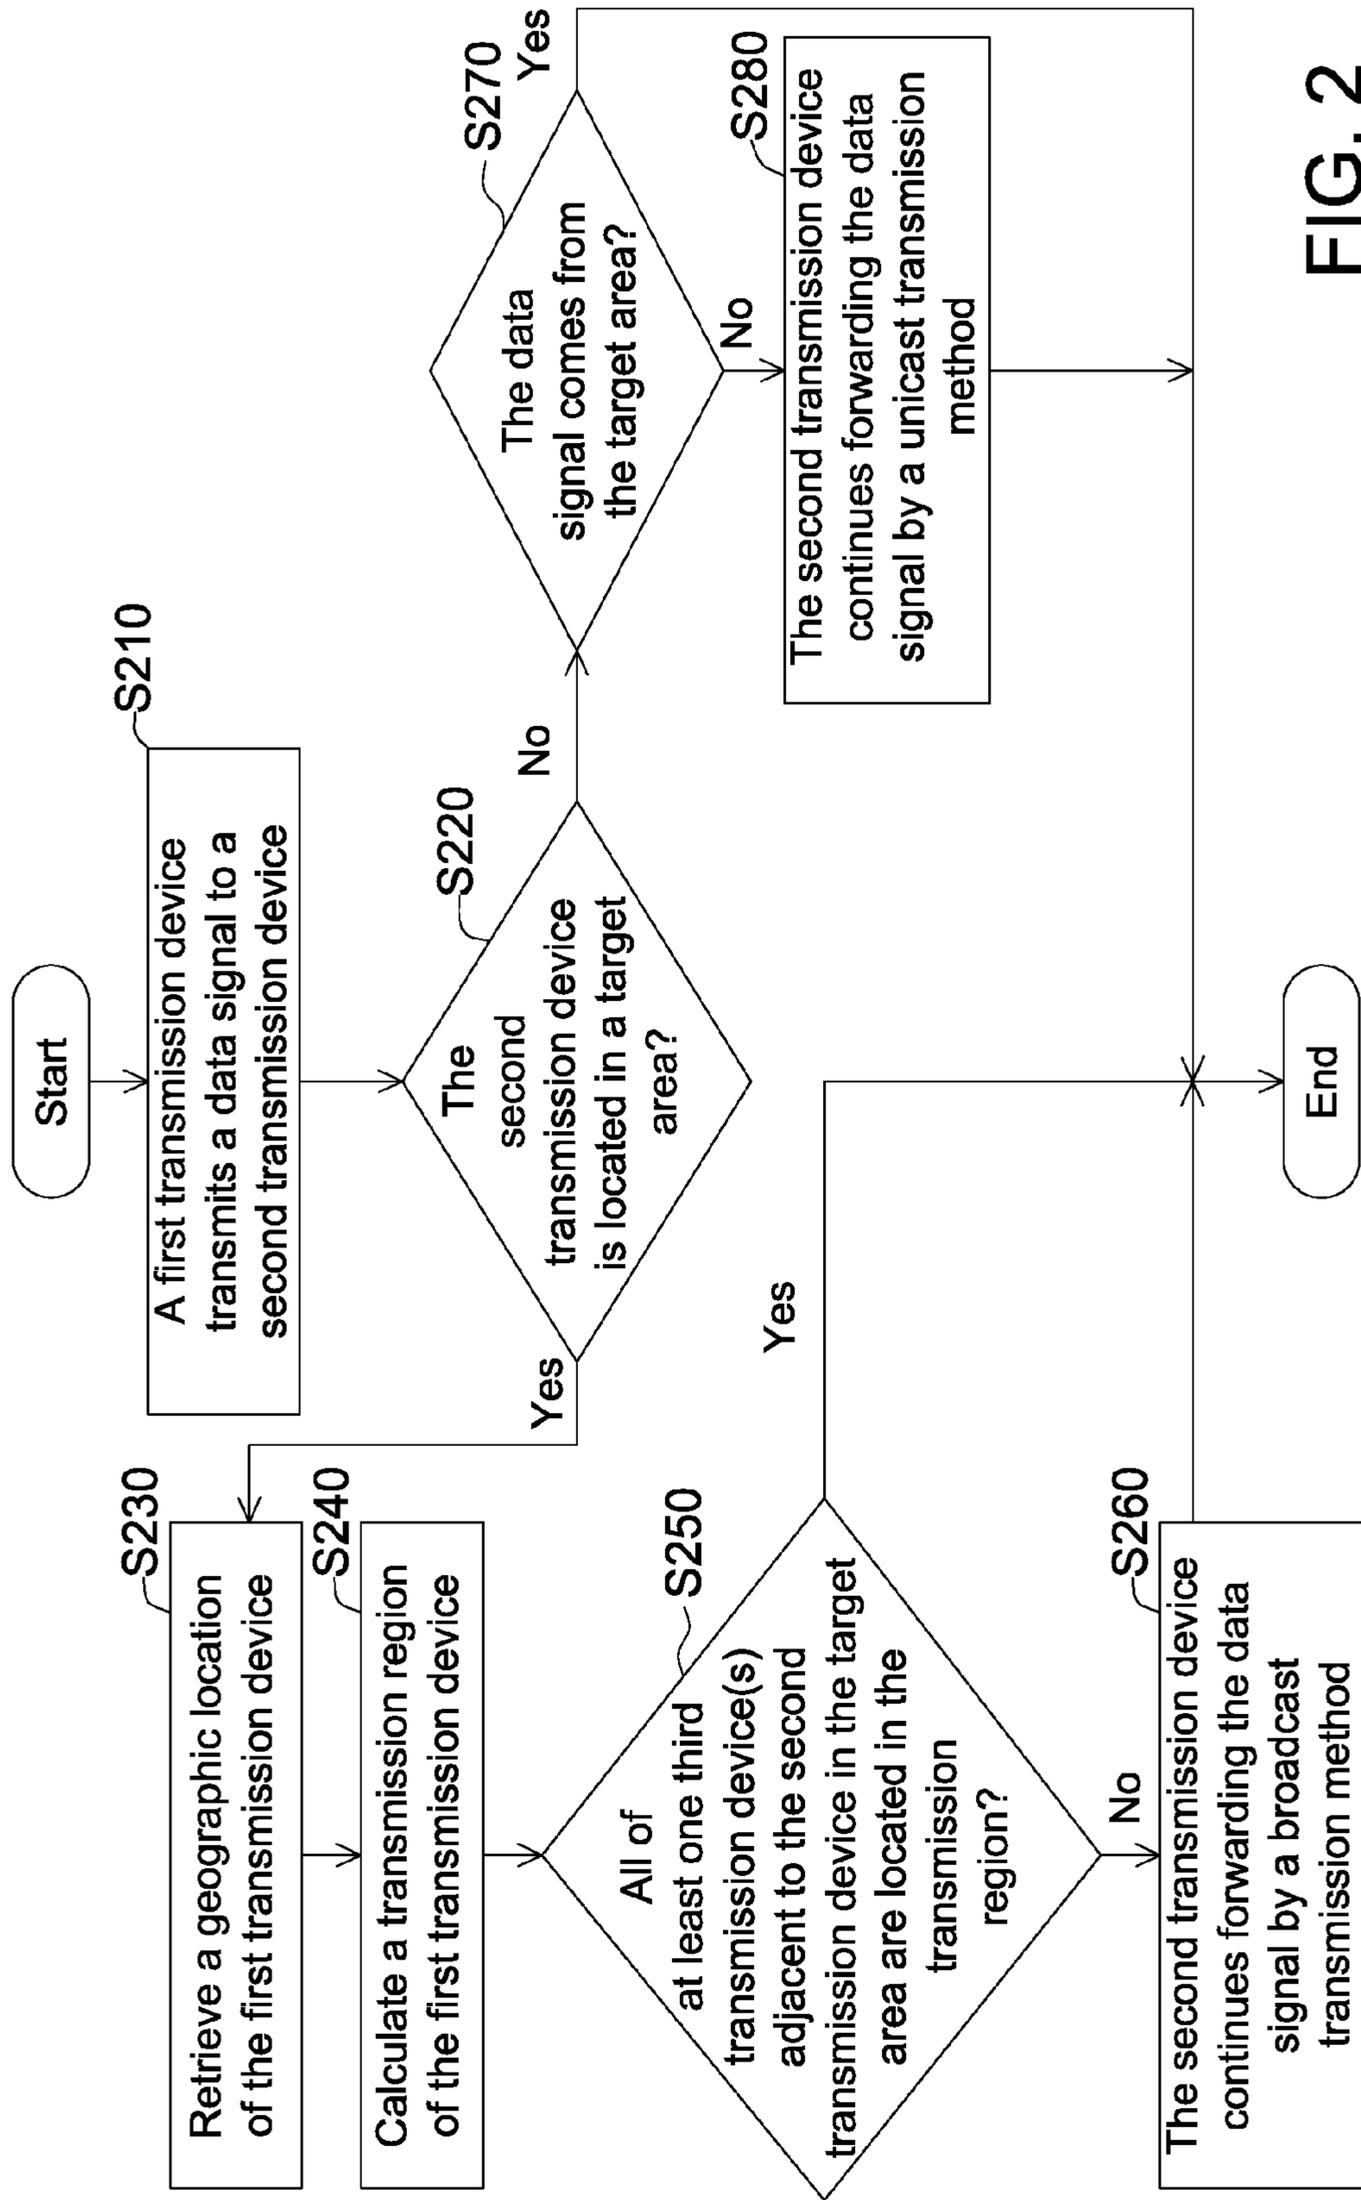 Start
S210
A first transmission device
transmits a data signal to a
second transmission device
S220
The
second
transmission device
is located in a target
area?
Yes
No
S230
Retrieve a geographic location
of the first transmission device
S240
Calculate a transmission region
of the first transmission device
S250
All of
at least one third
transmission device(s)
adjacent to the second
transmission device in the target
area are located in the
transmission
region?
Yes
No
S260
The second transmission device
continues forwarding the data
signal by a broadcast
transmission method
S270
The data
signal comes from
the target area?
Yes
No
S280
The second transmission device
continues forwarding the data
signal by a unicast transmission
method
End
FIG. 2